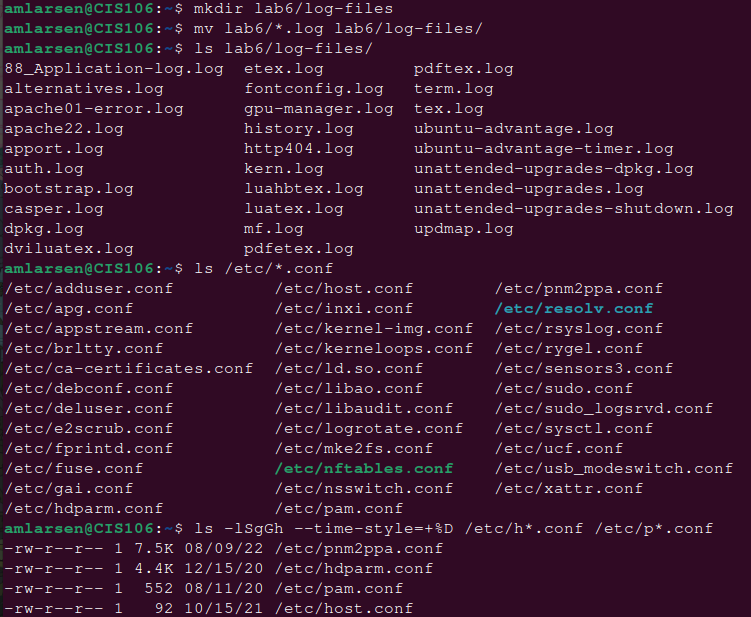 amlarsen@CIS106:~$ mkdir lab6/log-files
amlarsen@CIS106:~$ mv lab6/*.log lab6/log-files/
amlarsen@CIS106:~$ ls lab6/log-files/
88_Application-log.log  etex.log         pdftex.log
alternatives.log        fontconfig.log   term.log
apache01-error.log      gpu-manager.log  tex.log
apache22.log            history.log      ubuntu-advantage.log
apport.log              http404.log      ubuntu-advantage-timer.log
auth.log                kern.log         unattended-upgrades-dpkg.log
bootstrap.log           luahbtex.log     unattended-upgrades.log
casper.log              luatex.log       unattended-upgrades-shutdown.log
dpkg.log                mf.log           updmap.log
dviluatex.log           pdfetex.log
amlarsen@CIS106:~$ ls /etc/*.conf
/etc/adduser.conf          /etc/host.conf        /etc/pnm2ppa.conf
/etc/apg.conf              /etc/inxi.conf        /etc/resolv.conf
/etc/appstream.conf        /etc/kernel-img.conf  /etc/rsyslog.conf
/etc/brltty.conf           /etc/kerneloops.conf  /etc/rygel.conf
/etc/ca-certificates.conf  /etc/ld.so.conf       /etc/sensors3.conf
/etc/debconf.conf          /etc/libao.conf       /etc/sudo.conf
/etc/deluser.conf          /etc/libaudit.conf    /etc/sudo_logsrvd.conf
/etc/e2scrub.conf          /etc/logrotate.conf   /etc/sysctl.conf
/etc/fprintd.conf          /etc/mke2fs.conf      /etc/ucf.conf
/etc/fuse.conf             /etc/nftables.conf    /etc/usb_modeswitch.conf
/etc/gai.conf              /etc/nsswitch.conf    /etc/xattr.conf
/etc/hdparm.conf           /etc/pam.conf
amlarsen@CIS106:~$ ls -lSgGh --time-style=+%D /etc/h*.conf /etc/p*.conf
-rw-r--r-- 1 7.5K 08/09/22 /etc/pnm2ppa.conf
-rw-r--r-- 1 4.4K 12/15/20 /etc/hdparm.conf
-rw-r--r-- 1  552 08/11/20 /etc/pam.conf
-rw-r--r-- 1   92 10/15/21 /etc/host.conf